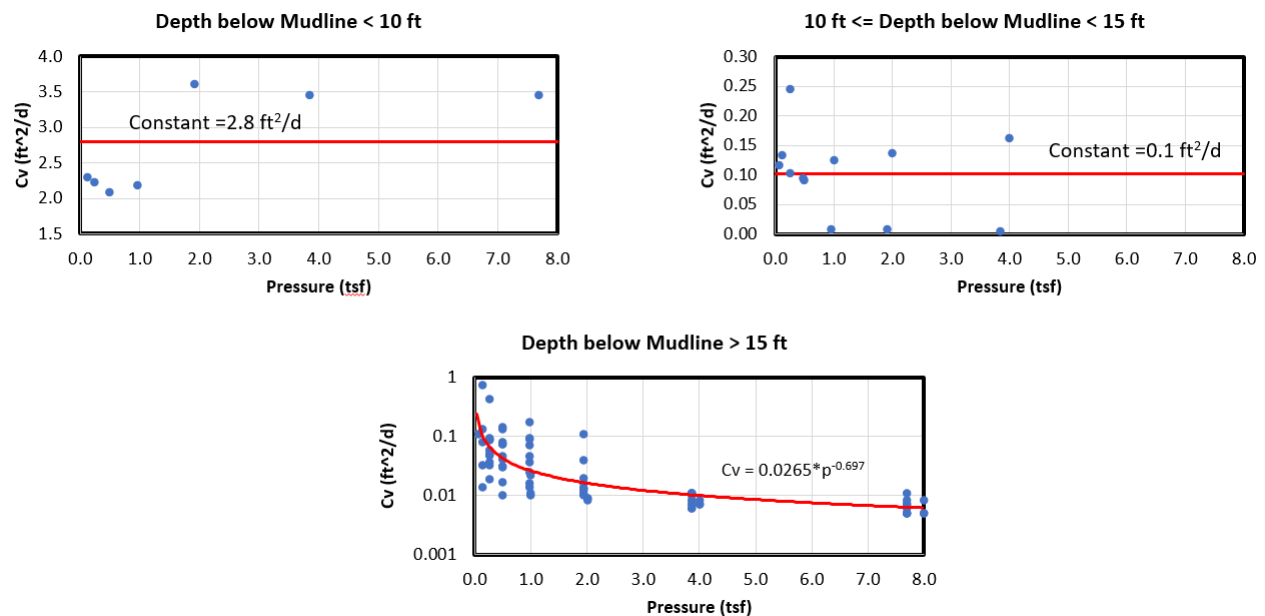 Depth below Mudline < 10 ft
4.0
3.5
3.0
2.5
2.0
1.5
Cv (ft^2/d)
Constant =2.8 ft²/d
0.0 1.0 2.0 3.0 4.0 5.0 6.0 7.0 8.0
Pressure (tsf)
10 ft <= Depth below Mudline < 15 ft
0.30
0.25
0.20
0.15
0.10
0.05
0.00
Cv (ft^2/d)
Constant =0.1 ft²/d
0.0 1.0 2.0 3.0 4.0 5.0 6.0 7.0 8.0
Pressure (tsf)
Depth below Mudline > 15 ft
1
0.1
0.01
0.001
Cv (ft^2/d)
Cv = 0.0265*p⁻⁰·⁶⁹⁷
0.0 1.0 2.0 3.0 4.0 5.0 6.0 7.0 8.0
Pressure (tsf)